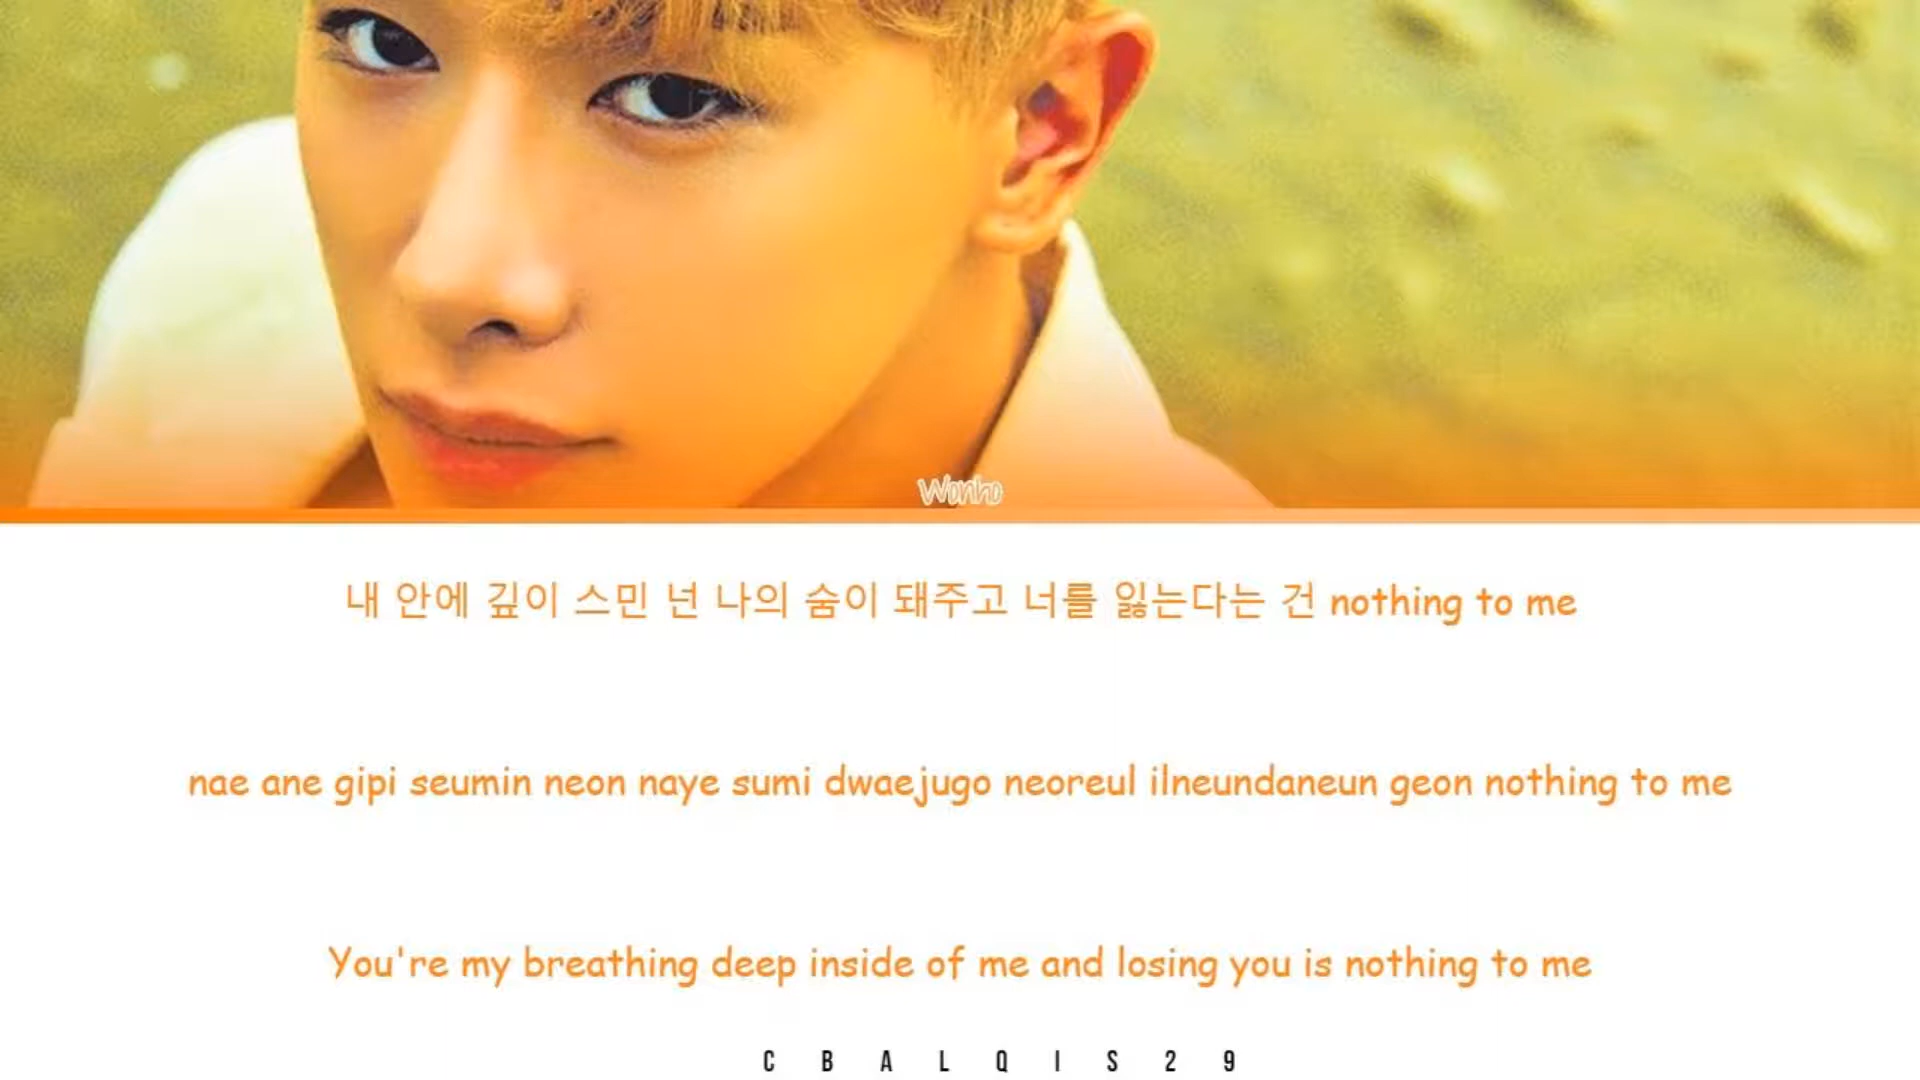 Wonho
내 안에 깊이 스민 넌 나의 숨이 돼주고 너를 잃는다는 건 nothing to me
nae ane gipi seumin neon naye sumi dwaejugo neoreul ilneundaneun geon nothing to me
You're my breathing deep inside of me and losing you is nothing to me
CBALQIS29